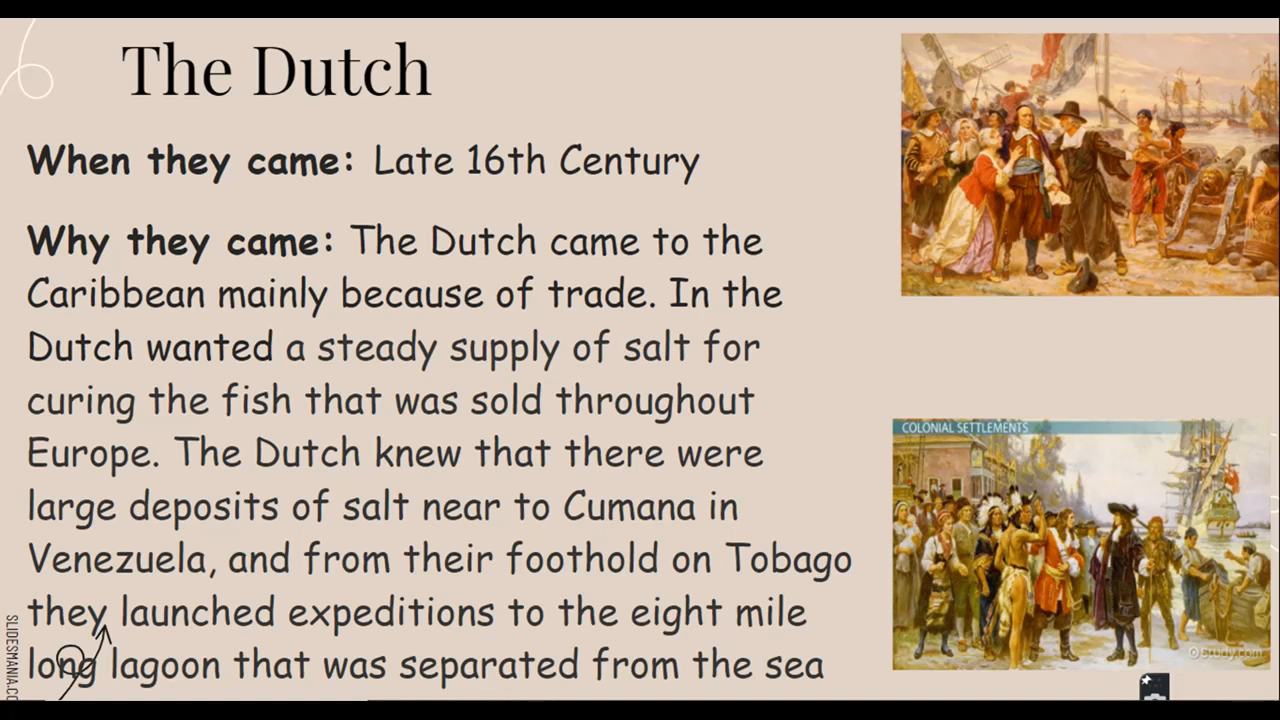 The Dutch
When they came: Late 16th Century
Why they came: The Dutch came to the
Caribbean mainly because of trade. In the
Dutch wanted a steady supply of salt for
curing the fish that was sold throughout
Europe. The Dutch knew that there were
large deposits of salt near to Cumana in
Venezuela, and from their foothold on Tobago
they launched expeditions to the eight mile
long lagoon that was separated from the sea
COLONIAL SETTLEMENTS
Study.com
SLIDESMANIA.CO